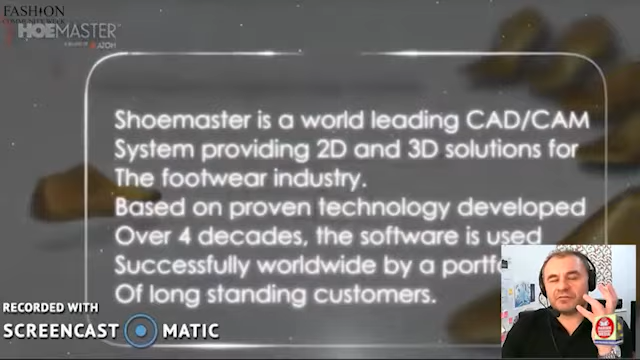 FASHION
HOEMASTER™
Shoemaster is a world leading CAD/CAM
System providing 2D and 3D solutions for
The footwear industry.
Based on proven technology developed
Over 4 decades, the software is used
Successfully worldwide by a
Of long standing customers.
RECORDED WITH
SCREENCAST MATIC